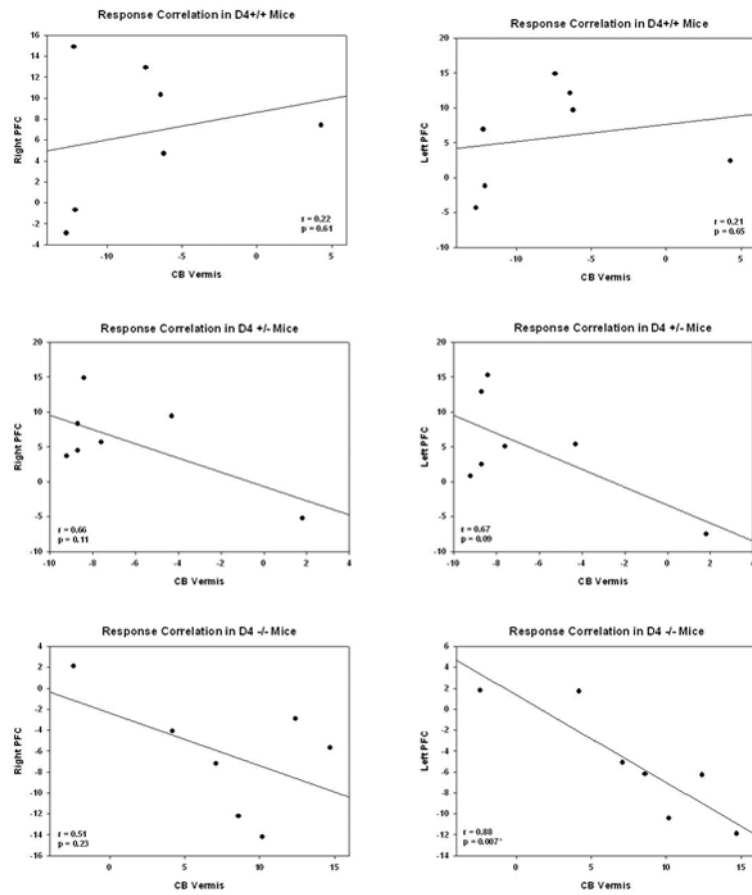 Response Correlation in D4+/+ Mice
Right PFC
16
14
12
10
8
6
4
2
0
-2
-4
-10
-5
0
5
r = 0.22
p = 0.61
CB Vermis
Response Correlation in D4+/+ Mice
Left PFC
20
15
10
5
0
-5
-10
-10
-5
0
5
r = 0.21
p = 0.65
CB Vermis
Response Correlation in D4 +/- Mice
Right PFC
20
15
10
5
0
-5
-10
-10
-8
-6
-4
-2
0
2
4
r = 0.66
p = 0.11
CB Vermis
Response Correlation in D4 +/- Mice
Left PFC
20
15
10
5
0
-5
-10
-10
-8
-6
-4
-2
0
2
4
r = 0.67
p = 0.09
CB Vermis
Response Correlation in D4 -/- Mice
Right PFC
4
2
0
-2
-4
-6
-8
-10
-12
-14
-16
0
5
10
15
r = 0.51
p = 0.23
CB Vermis
Response Correlation in D4 -/- Mice
Left PFC
6
4
2
0
-2
-4
-6
-8
-10
-12
-14
0
5
10
15
r = 0.88
p = 0.007*
CB Vermis